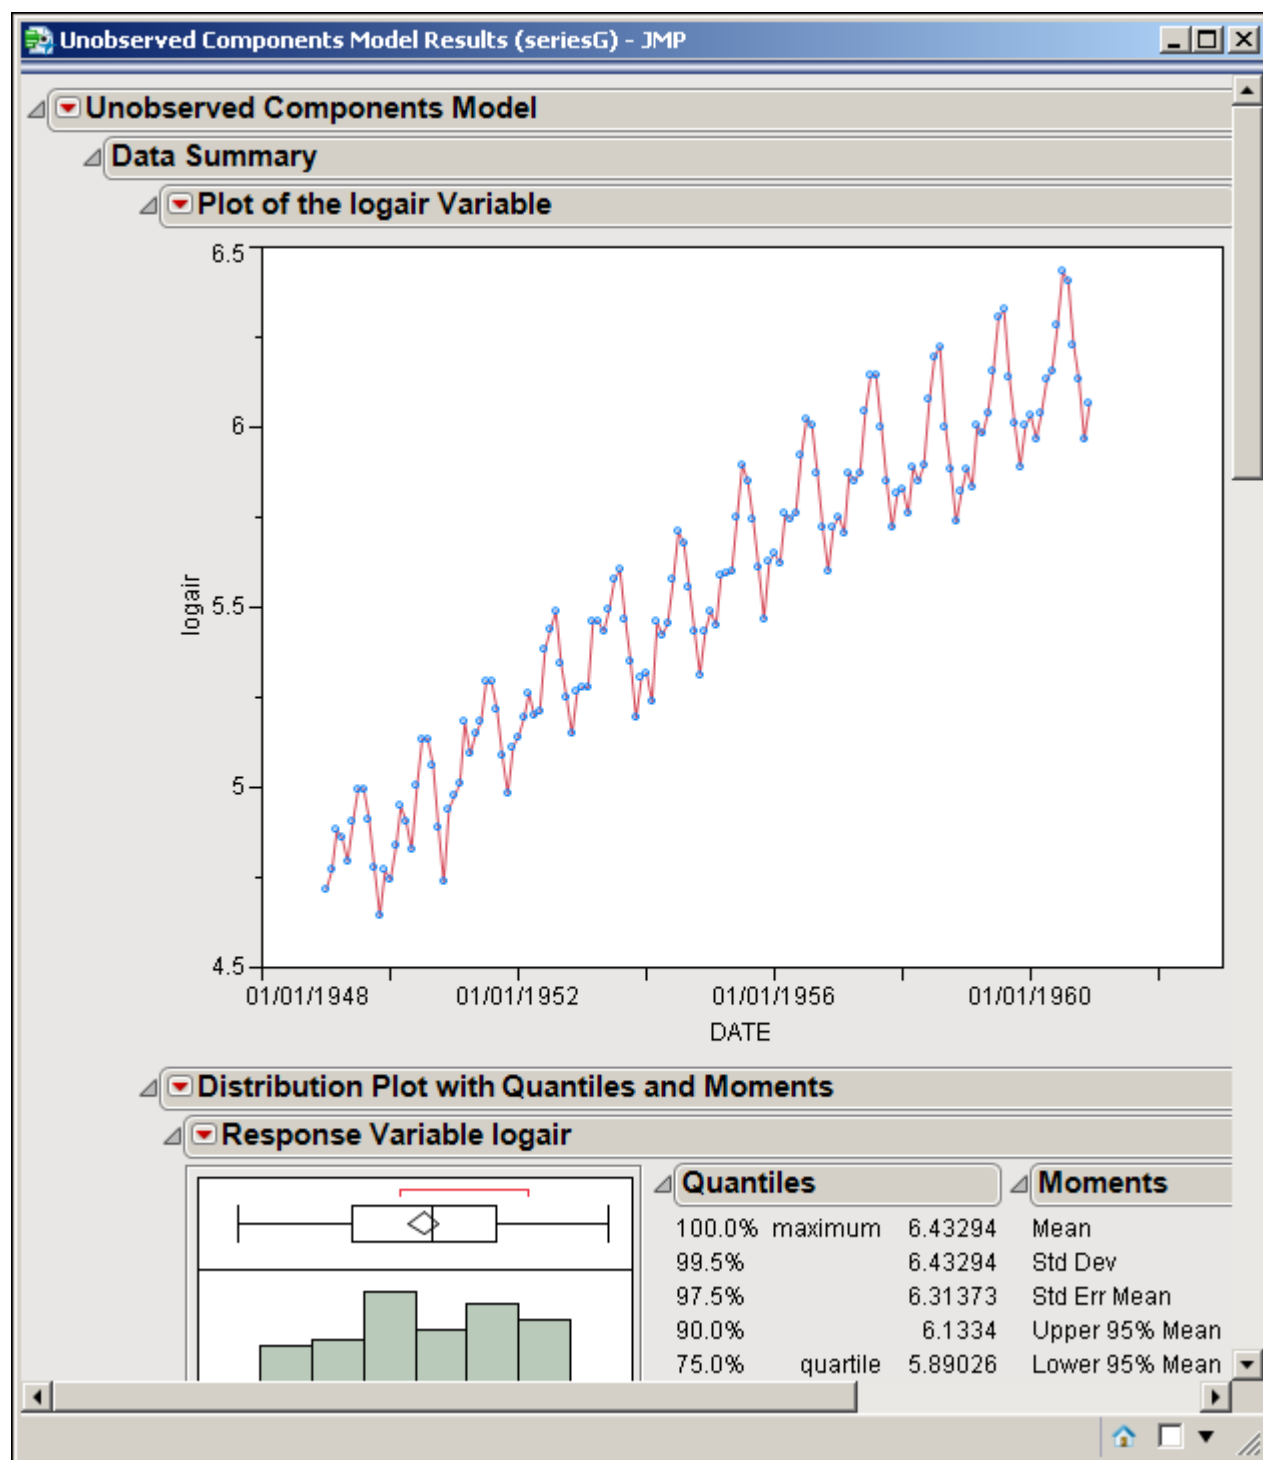 Unobserved Components Model Results (seriesG) - JMP
Unobserved Components Model
Data Summary
Plot of the logair Variable
6.5
6
5.5
5
4.5
logair
01/01/1948 01/01/1952 01/01/1956 01/01/1960
DATE
Distribution Plot with Quantiles and Moments
Response Variable logair
Quantiles Moments
100.0% maximum 6.43294 Mean
99.5% 6.43294 Std Dev
97.5% 6.31373 Std Err Mean
90.0% 6.1334 Upper 95% Mean
75.0% quartile 5.89026 Lower 95% Mean